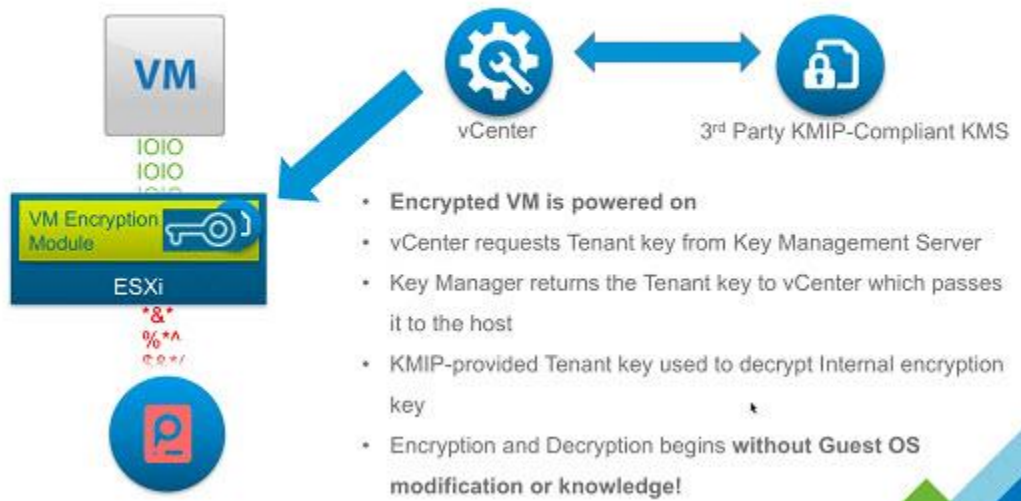 VM
IOIO
IOIO
IOIO
VM Encryption
Module
ESXi
*&*
%*^
vCenter
3rd Party KMIP-Compliant KMS
• Encrypted VM is powered on
• vCenter requests Tenant key from Key Management Server
• Key Manager returns the Tenant key to vCenter which passes
it to the host
• KMIP-provided Tenant key used to decrypt Internal encryption
key
• Encryption and Decryption begins without Guest OS
modification or knowledge!